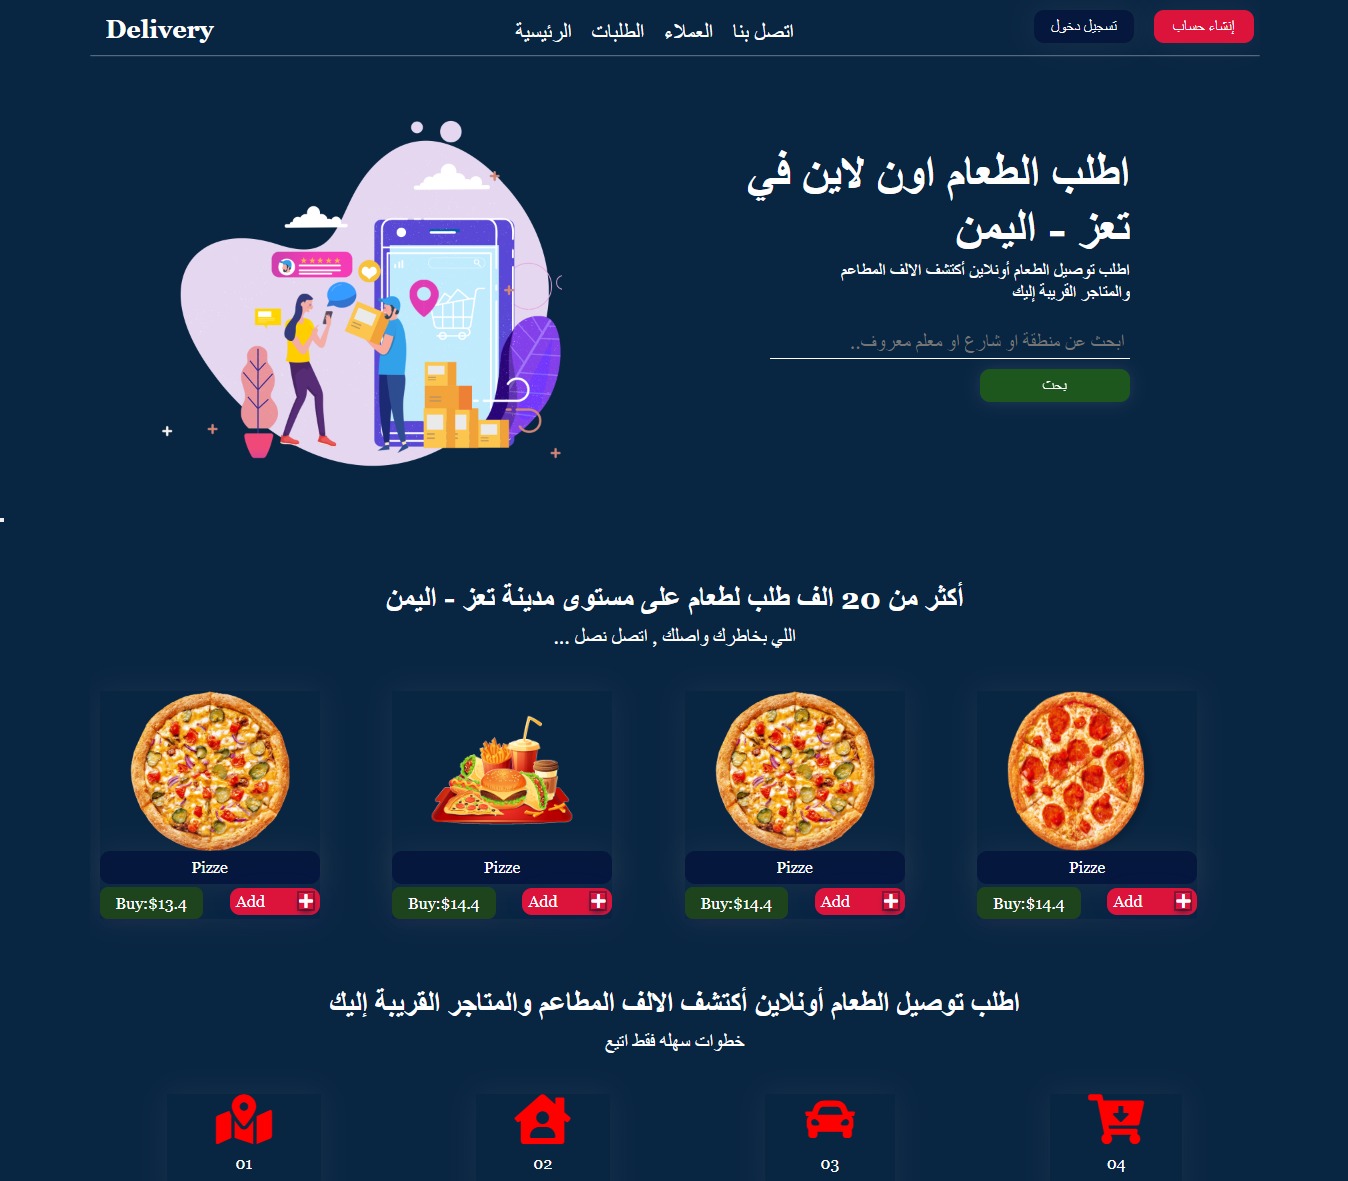 Delivery
الرئيسية الطلبات العملاء اتصل بنا
تسجيل دخول
إنشاء حساب
اطلب الطعام اون لاين في
تعز - اليمن
اطلب توصيل الطعام أونلاين أكتشف الالف المطاعم
والمتاجر القريبة إليك
ابحث عن منطقة او شارع او معلم معروف..
بحث
أكثر من 20 الف طلب لطعام على مستوى مدينة تعز - اليمن
اللي بخاطرك واصلك , اتصل نصل ...
Pizze
Pizze
Pizze
Pizze
Buy:$13.4 Add
Buy:$14.4 Add
Buy:$14.4 Add
Buy:$14.4 Add
اطلب توصيل الطعام أونلاين أكتشف الالف المطاعم والمتاجر القريبة إليك
خطوات سهله فقط اتبع
01
02
03
04